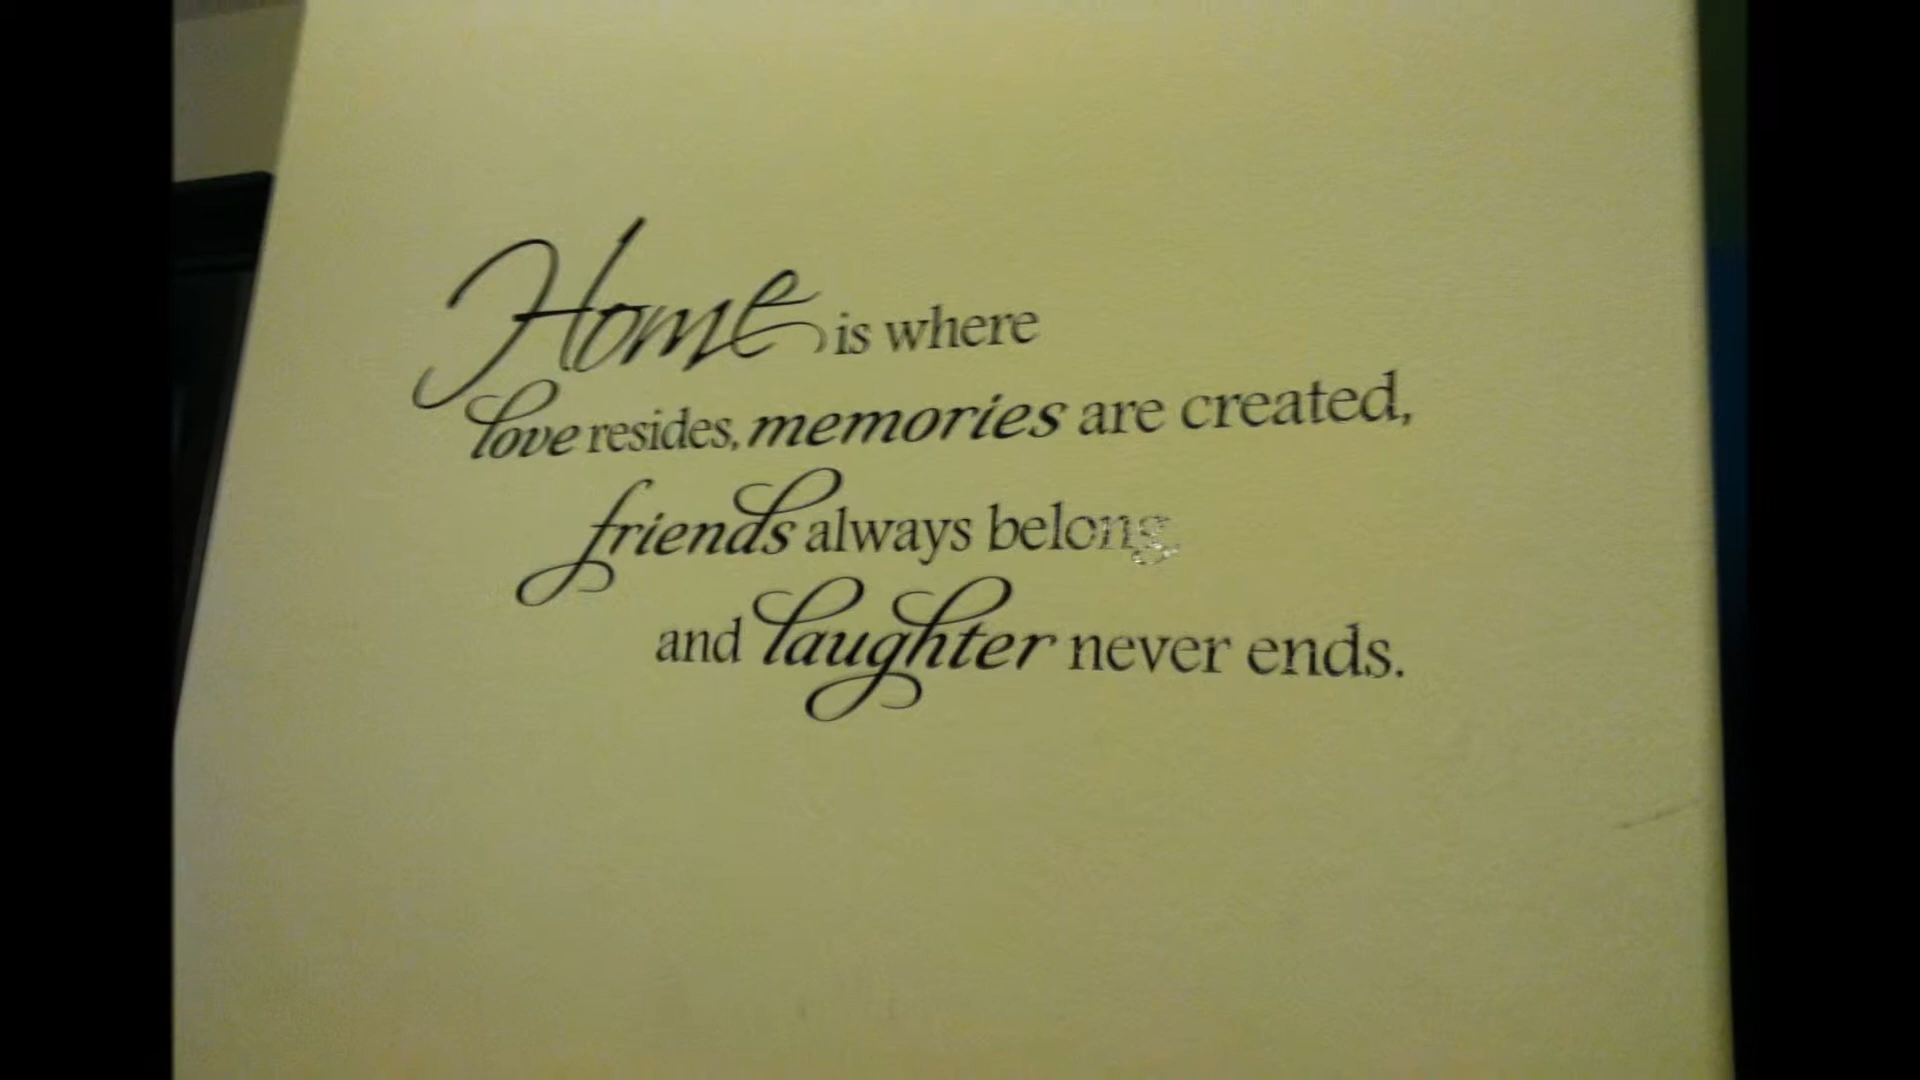 Home is where
love resides, memories are created,
friends always belong
and laughter never ends.